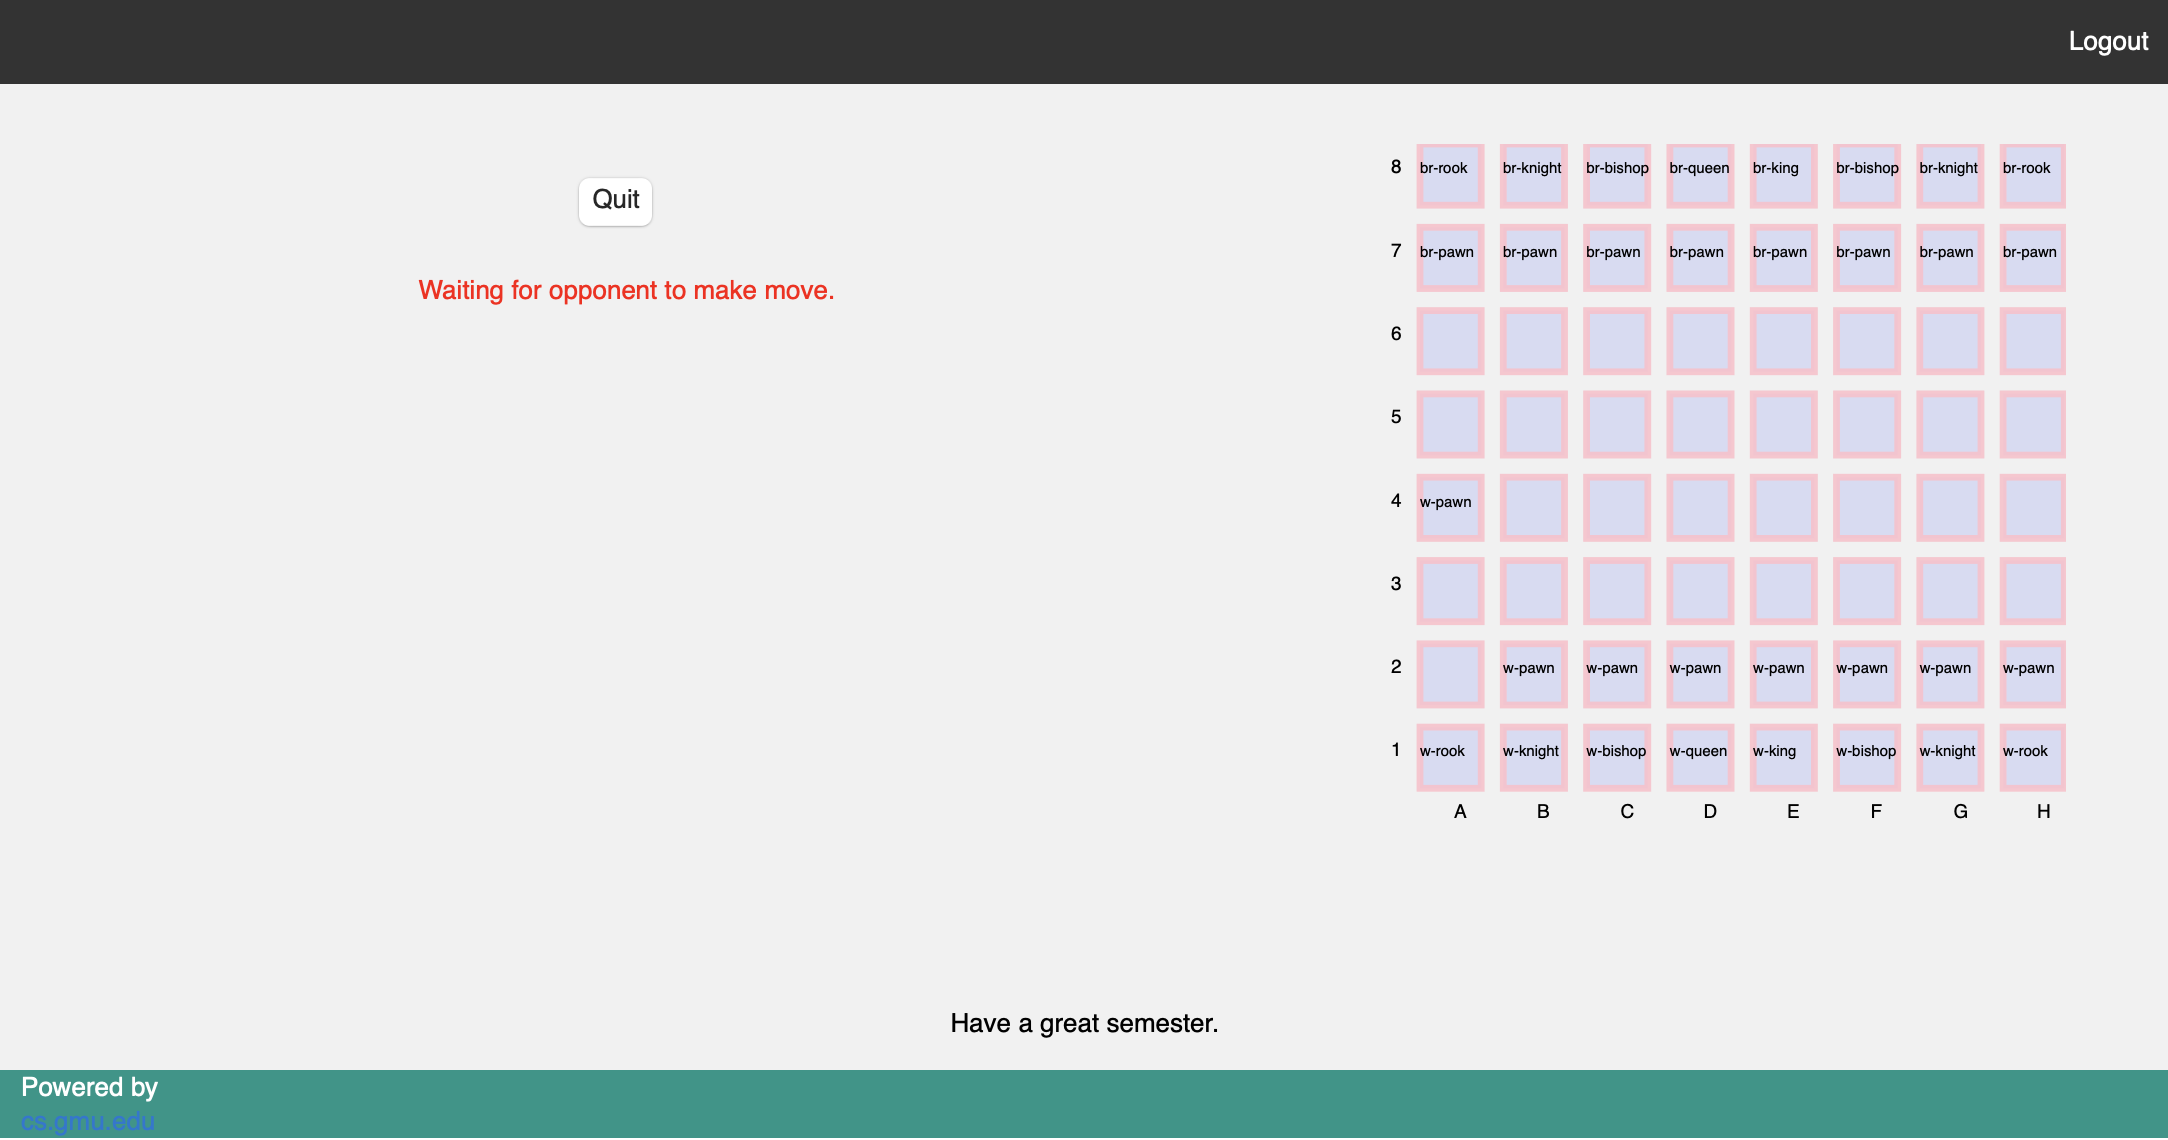 Logout
Quit
Waiting for opponent to make move.
8 br-rook br-knight br-bishop br-queen br-king br-bishop br-knight br-rook
7 br-pawn br-pawn br-pawn br-pawn br-pawn br-pawn br-pawn br-pawn
6
5
4 w-pawn
3
2 w-pawn w-pawn w-pawn w-pawn w-pawn w-pawn w-pawn
1 w-rook w-knight w-bishop w-queen w-king w-bishop w-knight w-rook
A B C D E F G H
Have a great semester.
Powered by
cs.gmu.edu